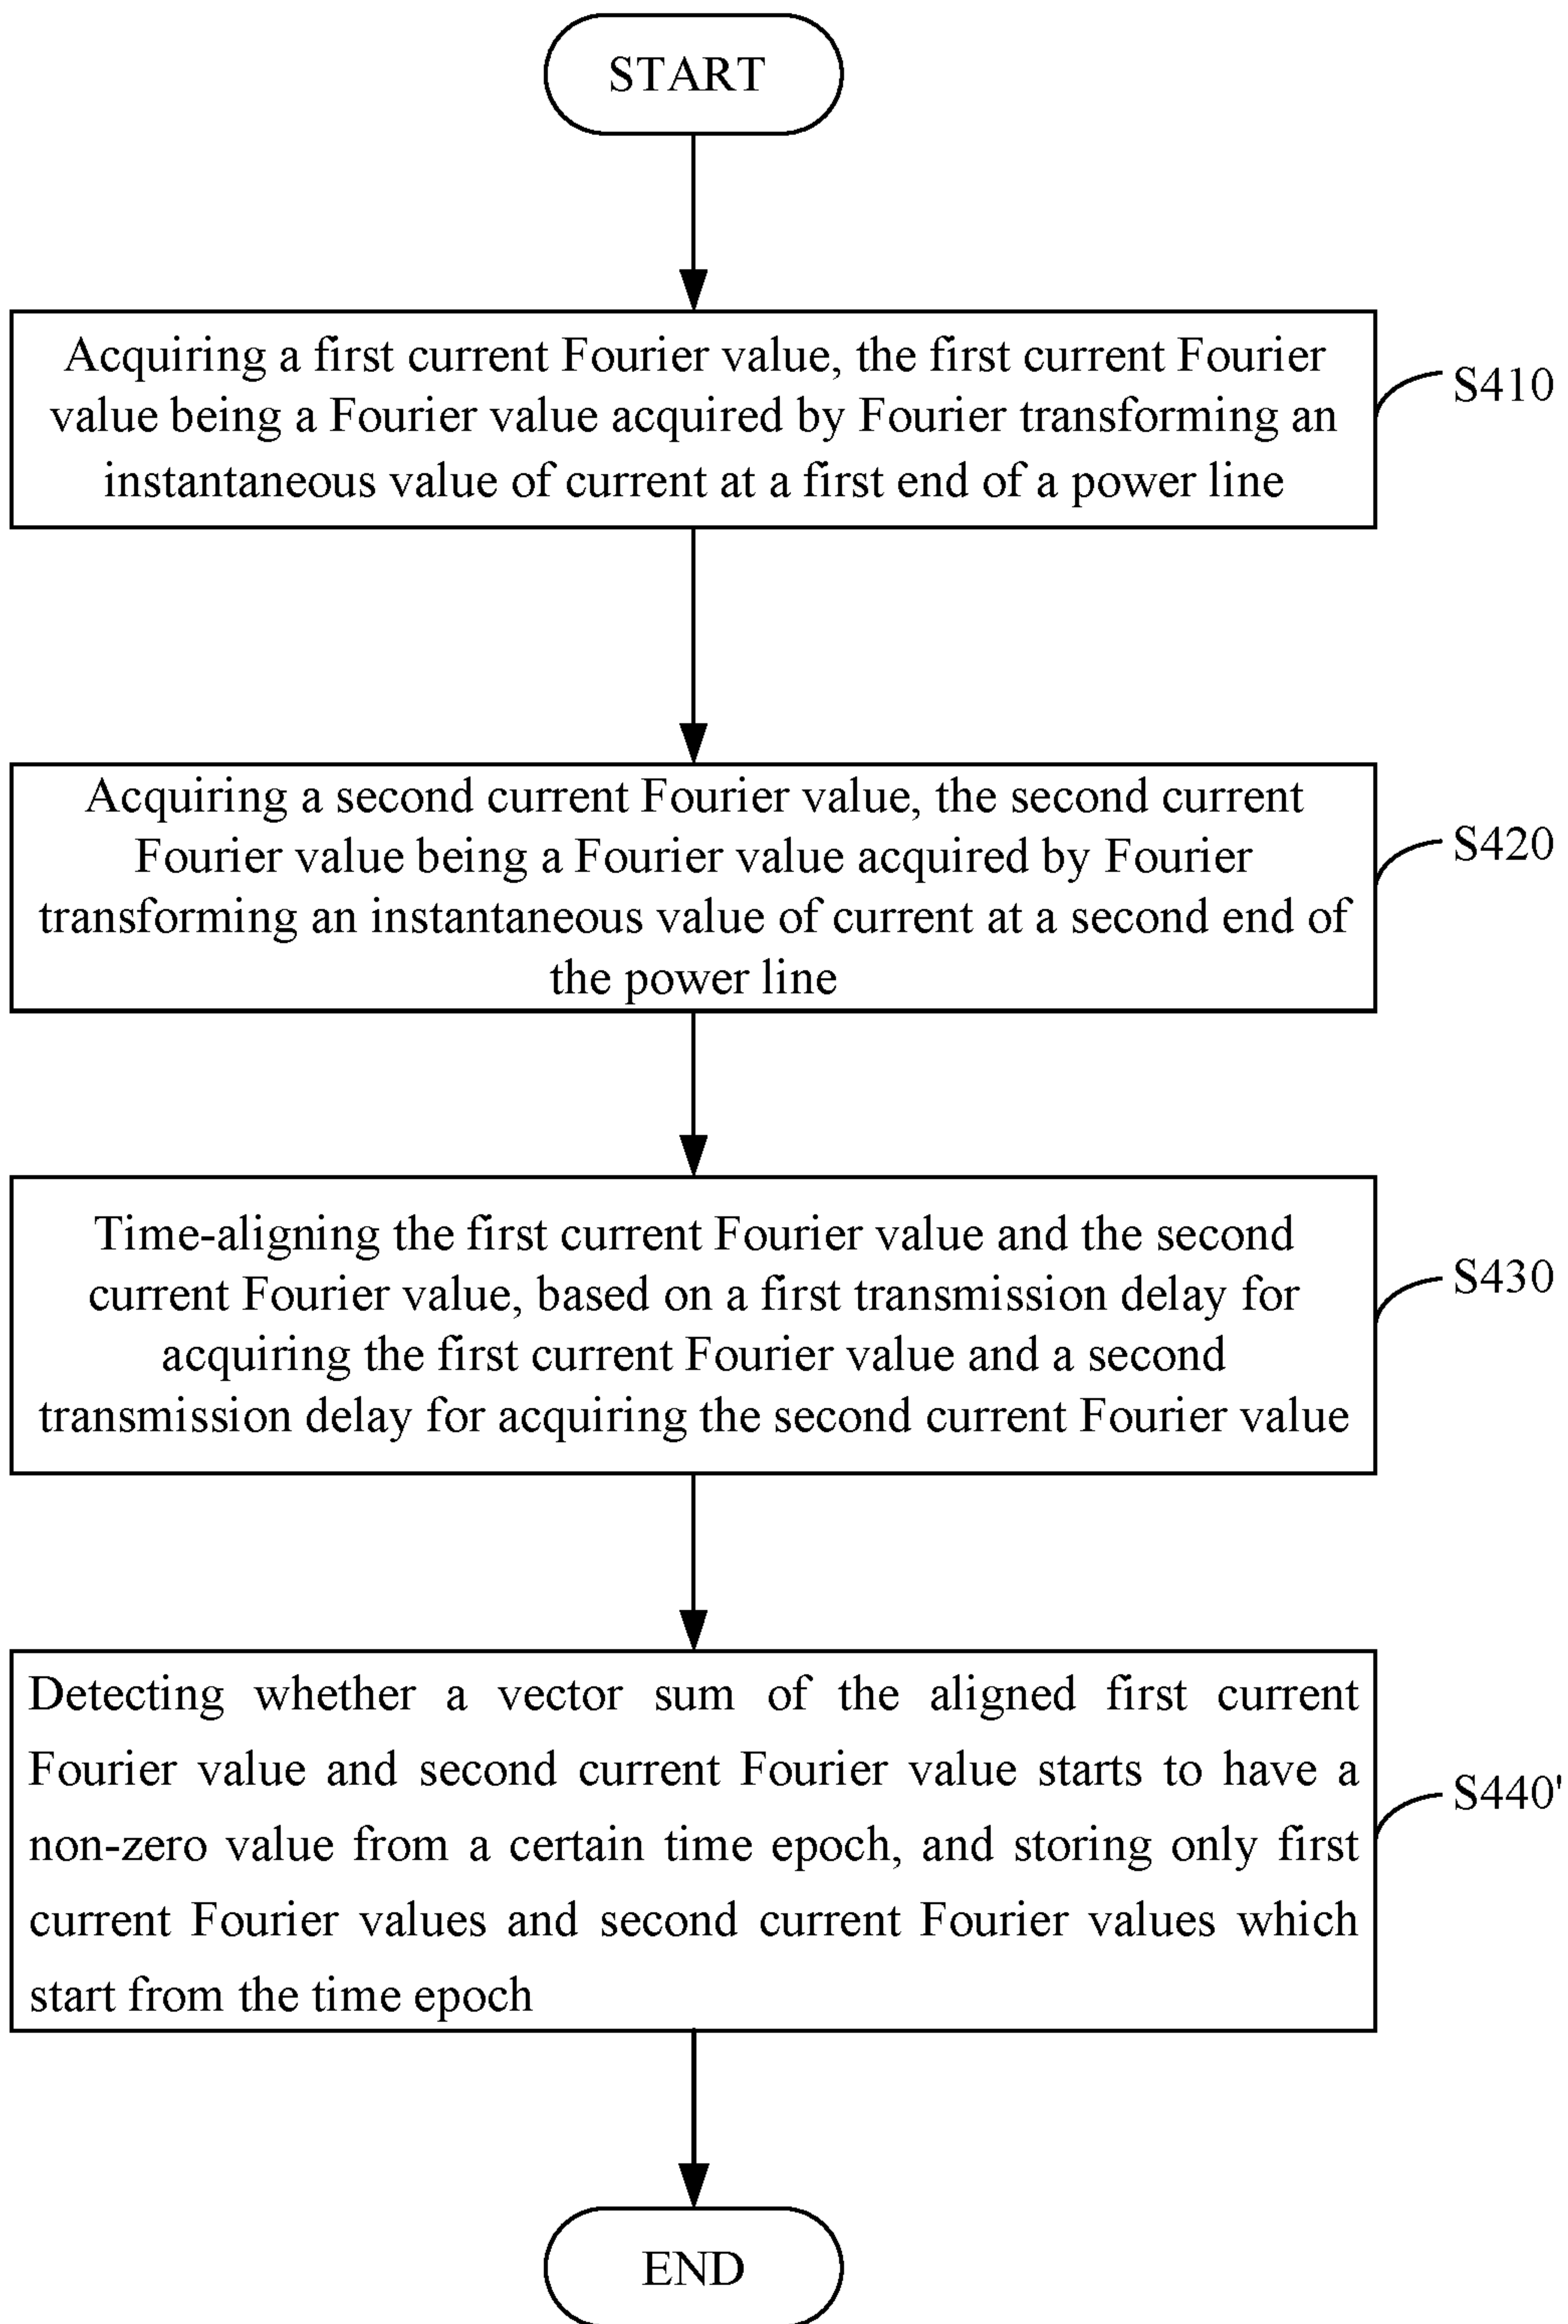 START
Acquiring a first current Fourier value, the first current Fourier
value being a Fourier value acquired by Fourier transforming an
instantaneous value of current at a first end of a power line
S410
Acquiring a second current Fourier value, the second current
Fourier value being a Fourier value acquired by Fourier
transforming an instantaneous value of current at a second end of
the power line
S420
Time-aligning the first current Fourier value and the second
current Fourier value, based on a first transmission delay for
acquiring the first current Fourier value and a second
transmission delay for acquiring the second current Fourier value
S430
Detecting whether a vector sum of the aligned first current
Fourier value and second current Fourier value starts to have a
non-zero value from a certain time epoch, and storing only first
current Fourier values and second current Fourier values which
start from the time epoch
S440'
END